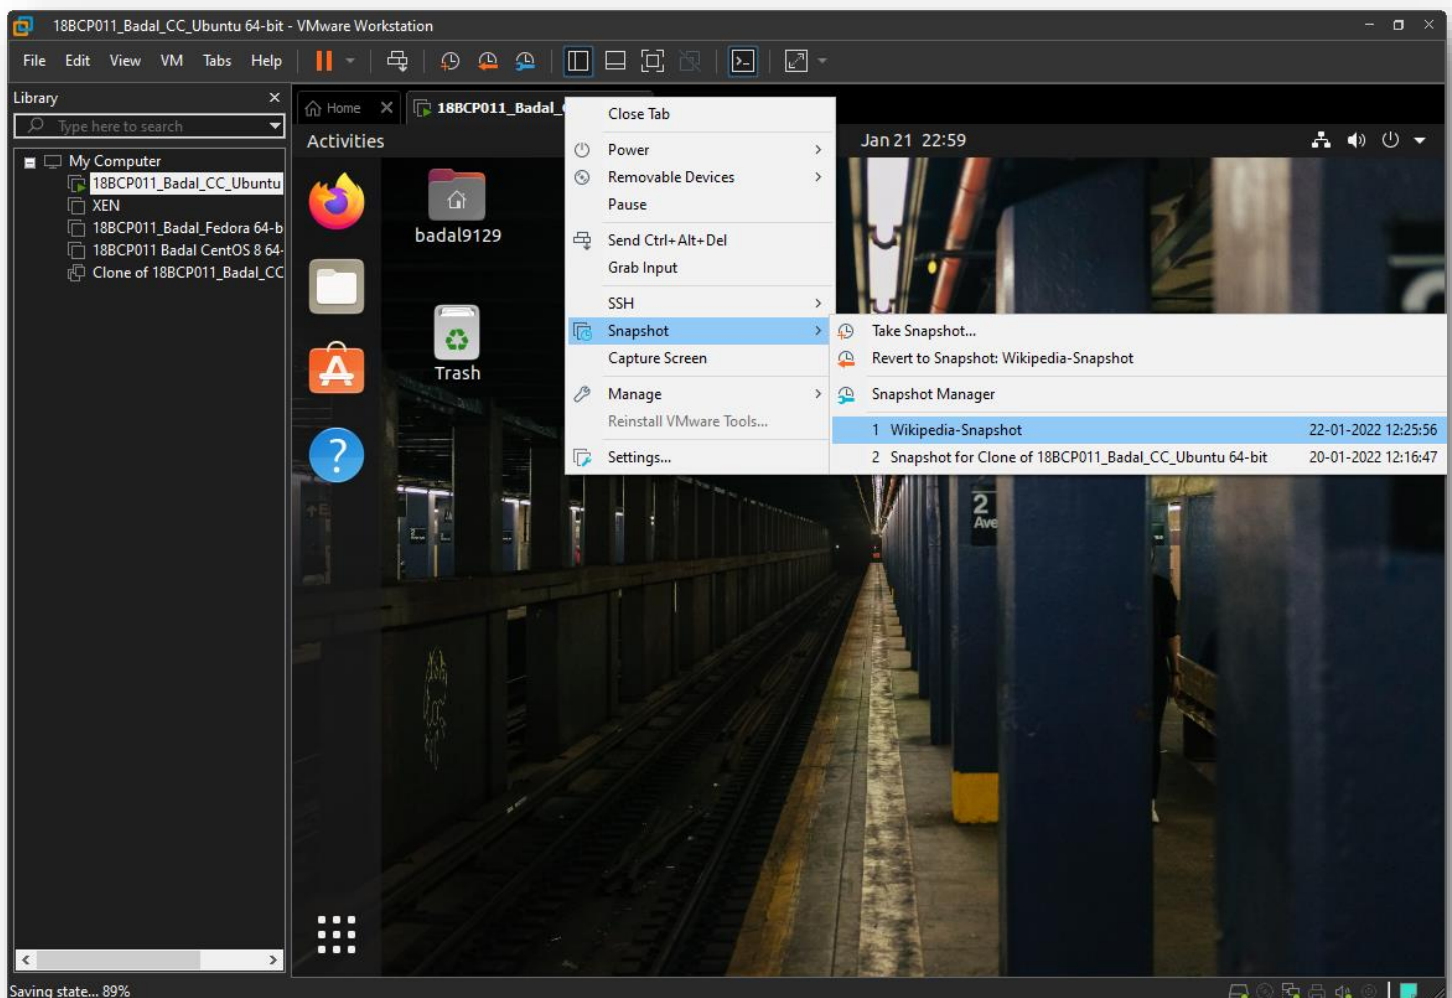 18BCP011_Badal_CC_Ubuntu 64-bit - VMware Workstation
File Edit View VM Tabs Help
Library
Type here to search
My Computer
18BCP011_Badal_CC_Ubuntu
XEN
18BCP011_Badal_Fedora 64-b
18BCP011 Badal CentOS 8 64-
Clone of 18BCP011_Badal_CC
Home
18BCP011_Badal_
Activities
Jan 21 22:59
badal9129
Trash
Close Tab
Power
Removable Devices
Pause
Send Ctrl+Alt+Del
Grab Input
SSH
Snapshot
Capture Screen
Manage
Reinstall VMware Tools...
Settings...
Take Snapshot...
Revert to Snapshot: Wikipedia-Snapshot
Snapshot Manager
1 Wikipedia-Snapshot 22-01-2022 12:25:56
2 Snapshot for Clone of 18BCP011_Badal_CC_Ubuntu 64-bit 20-01-2022 12:16:47
2
Ave
Saving state... 89%